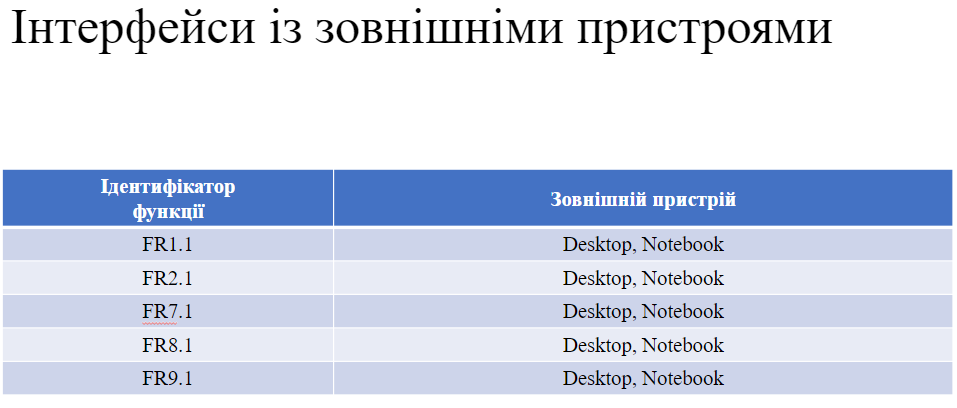 Інтерфейси із зовнішніми пристроями
Ідентифікатор
функції
Зовнішній пристрій
FR1.1
Desktop, Notebook
FR2.1
Desktop, Notebook
FR7.1
Desktop, Notebook
FR8.1
Desktop, Notebook
FR9.1
Desktop, Notebook